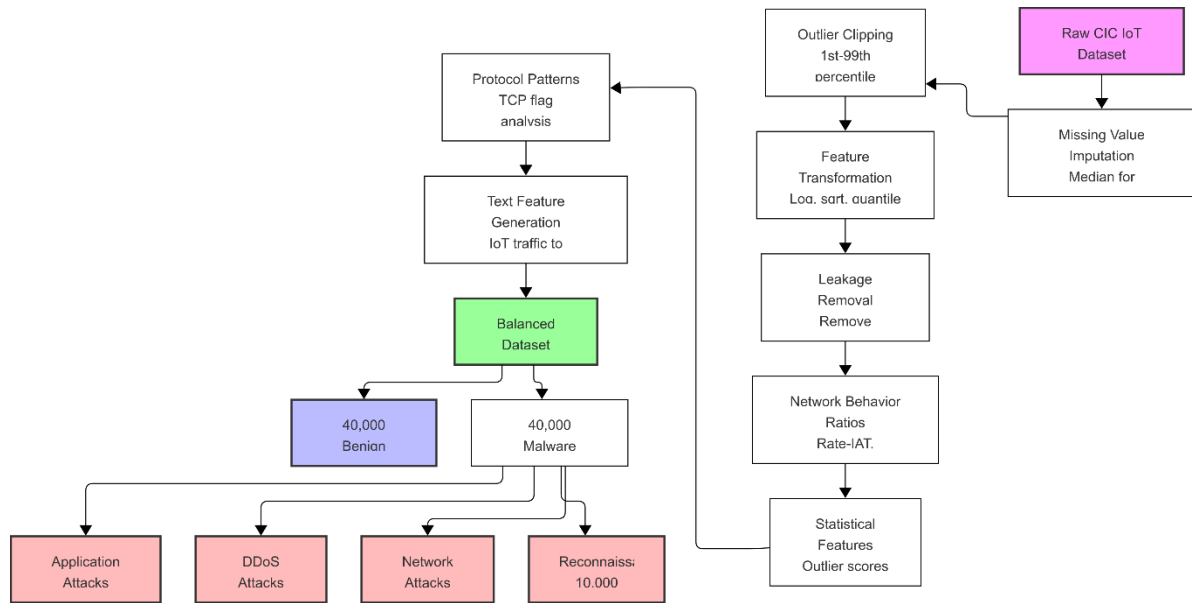 Raw CIC IoT
Dataset
Missing Value
Imputation
Median for
Outlier Clipping
1st-99th
percentile
Feature
Transformation
Log, sqrt, quantile
Leakage
Removal
Remove
Network Behavior
Ratios
Rate-IAT,
Statistical
Features
Outlier scores
Protocol Patterns
TCP flag
analysis
Text Feature
Generation
IoT traffic to
Balanced
Dataset
40,000
Benign
40,000
Malware
Application
Attacks
DDoS
Attacks
Network
Attacks
Reconnaissa
10,000